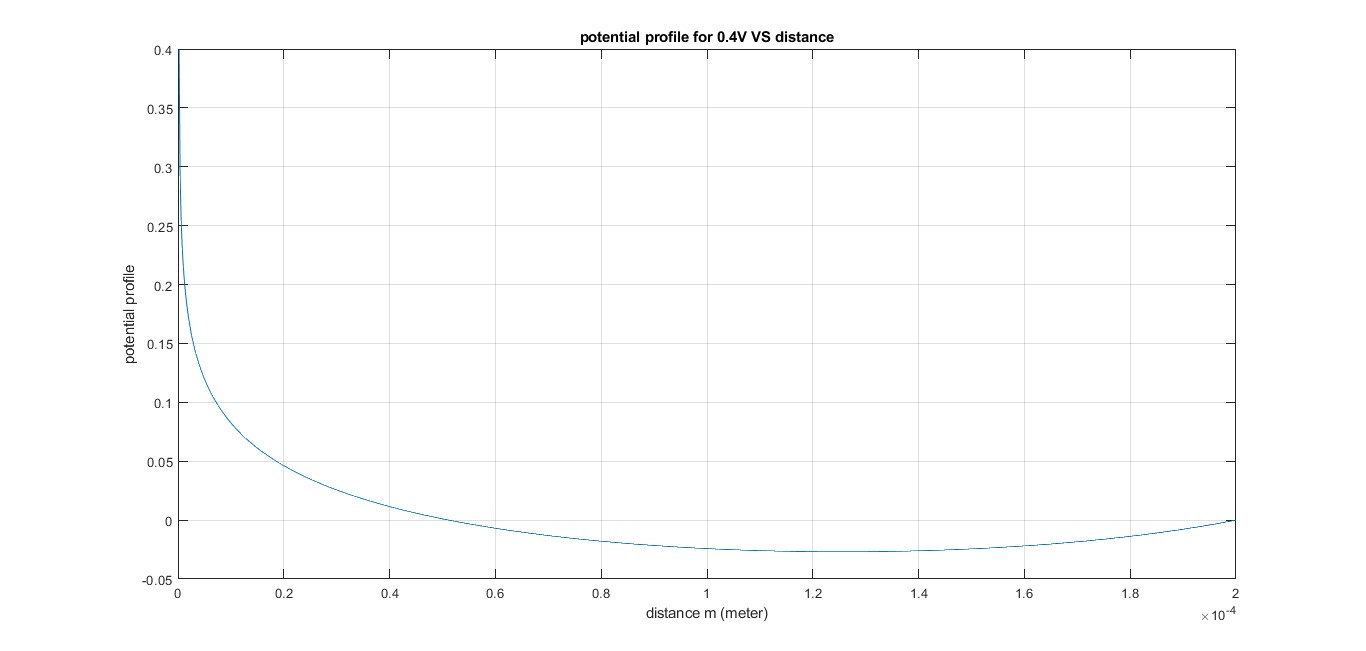 potential profile for 0.4V VS distance
0.4
0.35
0.3
0.25
0.2
0.15
0.1
0.05
0
-0.05
potential profile
0 0.2 0.4 0.6 0.8 1 1.2 1.4 1.6 1.8 2
distance m (meter)
×10⁻⁴